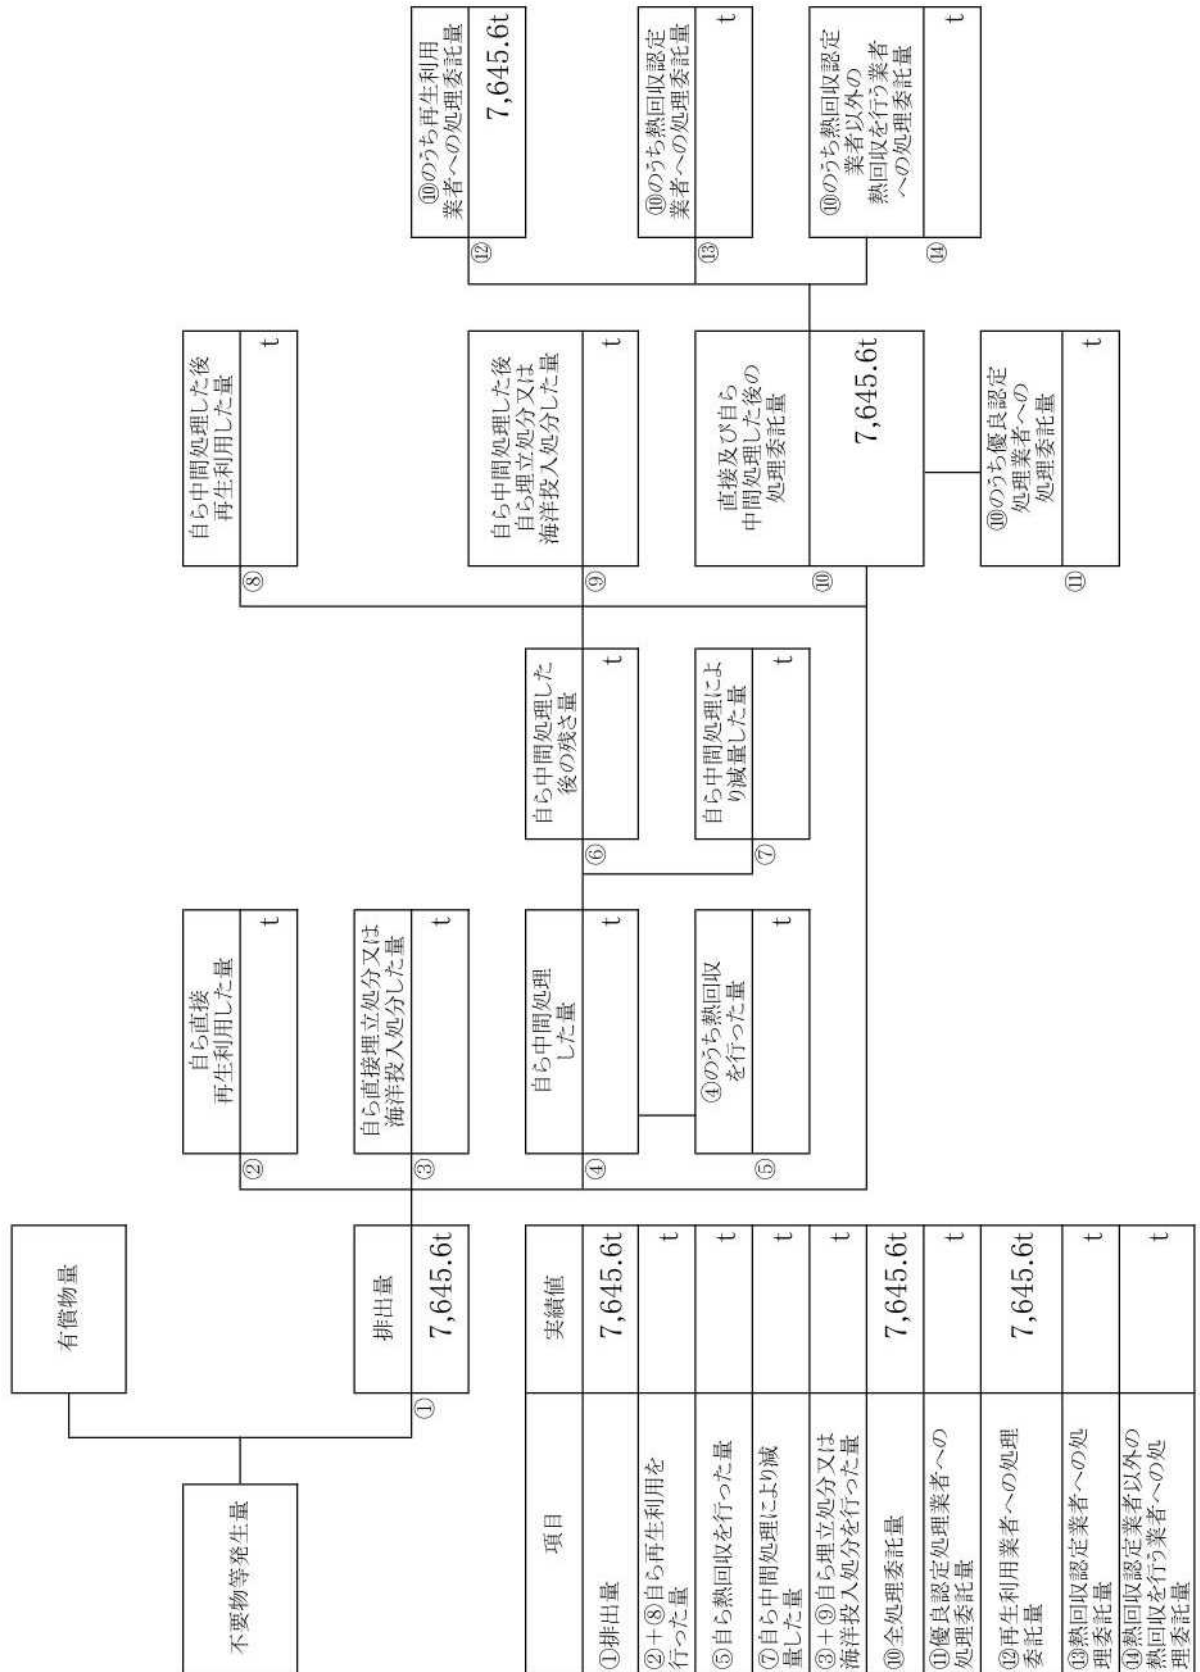 不要物等発生量
有償物量
①
排出量
7,645.6t
②
自ら直接
再生利用した量
t
③
自ら直接埋立処分又は
海洋投入処分した量
t
④
自ら中間処理
した量
t
⑤
④のうち熱回収
を行った量
t
⑥
自ら中間処理した
後の残さ量
t
⑦
自ら中間処理によ
り減量した量
t
⑧
自ら中間処理した後
再生利用した量
t
⑨
自ら中間処理した後
自ら埋立処分又は
海洋投入処分した量
t
⑩
直接及び自ら
中間処理した後の
処理委託量
7,645.6t
⑪
⑩のうち優良認定
処理業者への
処理委託量
t
⑫
⑩のうち再生利用
業者への処理委託量
7,645.6t
⑬
⑩のうち熱回収認定
業者への処理委託量
t
⑭
⑩のうち熱回収認定
業者以外の
熱回収を行う業者
への処理委託量
t
項目
実績値
①排出量
7,645.6t
②+⑧自ら再生利用を
行った量
t
⑤自ら熱回収を行った量
t
⑦自ら中間処理により減
量した量
t
③+⑨自ら埋立処分又は
海洋投入処分を行った量
t
⑩全処理委託量
7,645.6t
⑪優良認定処理業者への
処理委託量
t
⑫再生利用業者への処理
委託量
7,645.6t
⑬熱回収認定業者への処
理委託量
t
⑭熱回収認定業者以外の
熱回収を行う業者への処
理委託量
t